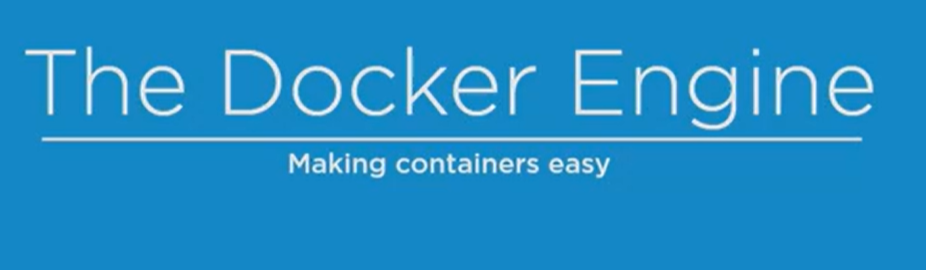 The Docker Engine
Making containers easy